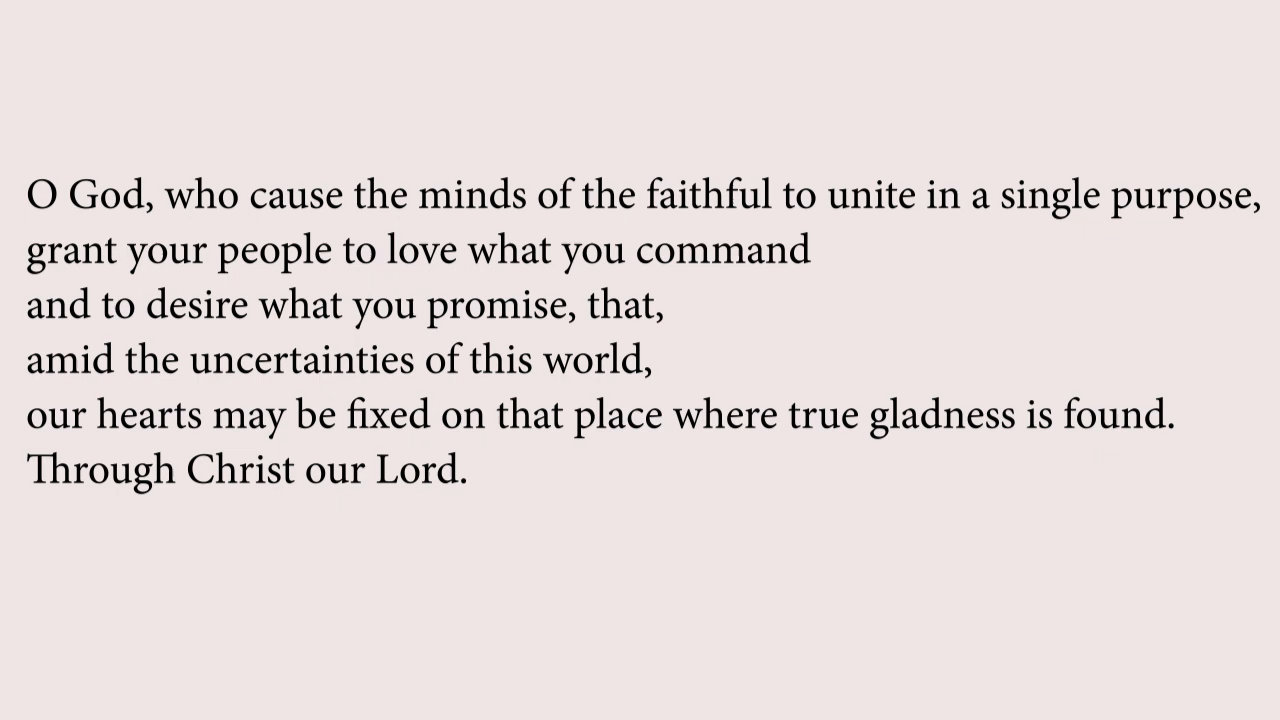 O God, who cause the minds of the faithful to unite in a single purpose,
grant your people to love what you command
and to desire what you promise, that,
amid the uncertainties of this world,
our hearts may be fixed on that place where true gladness is found.
Through Christ our Lord.